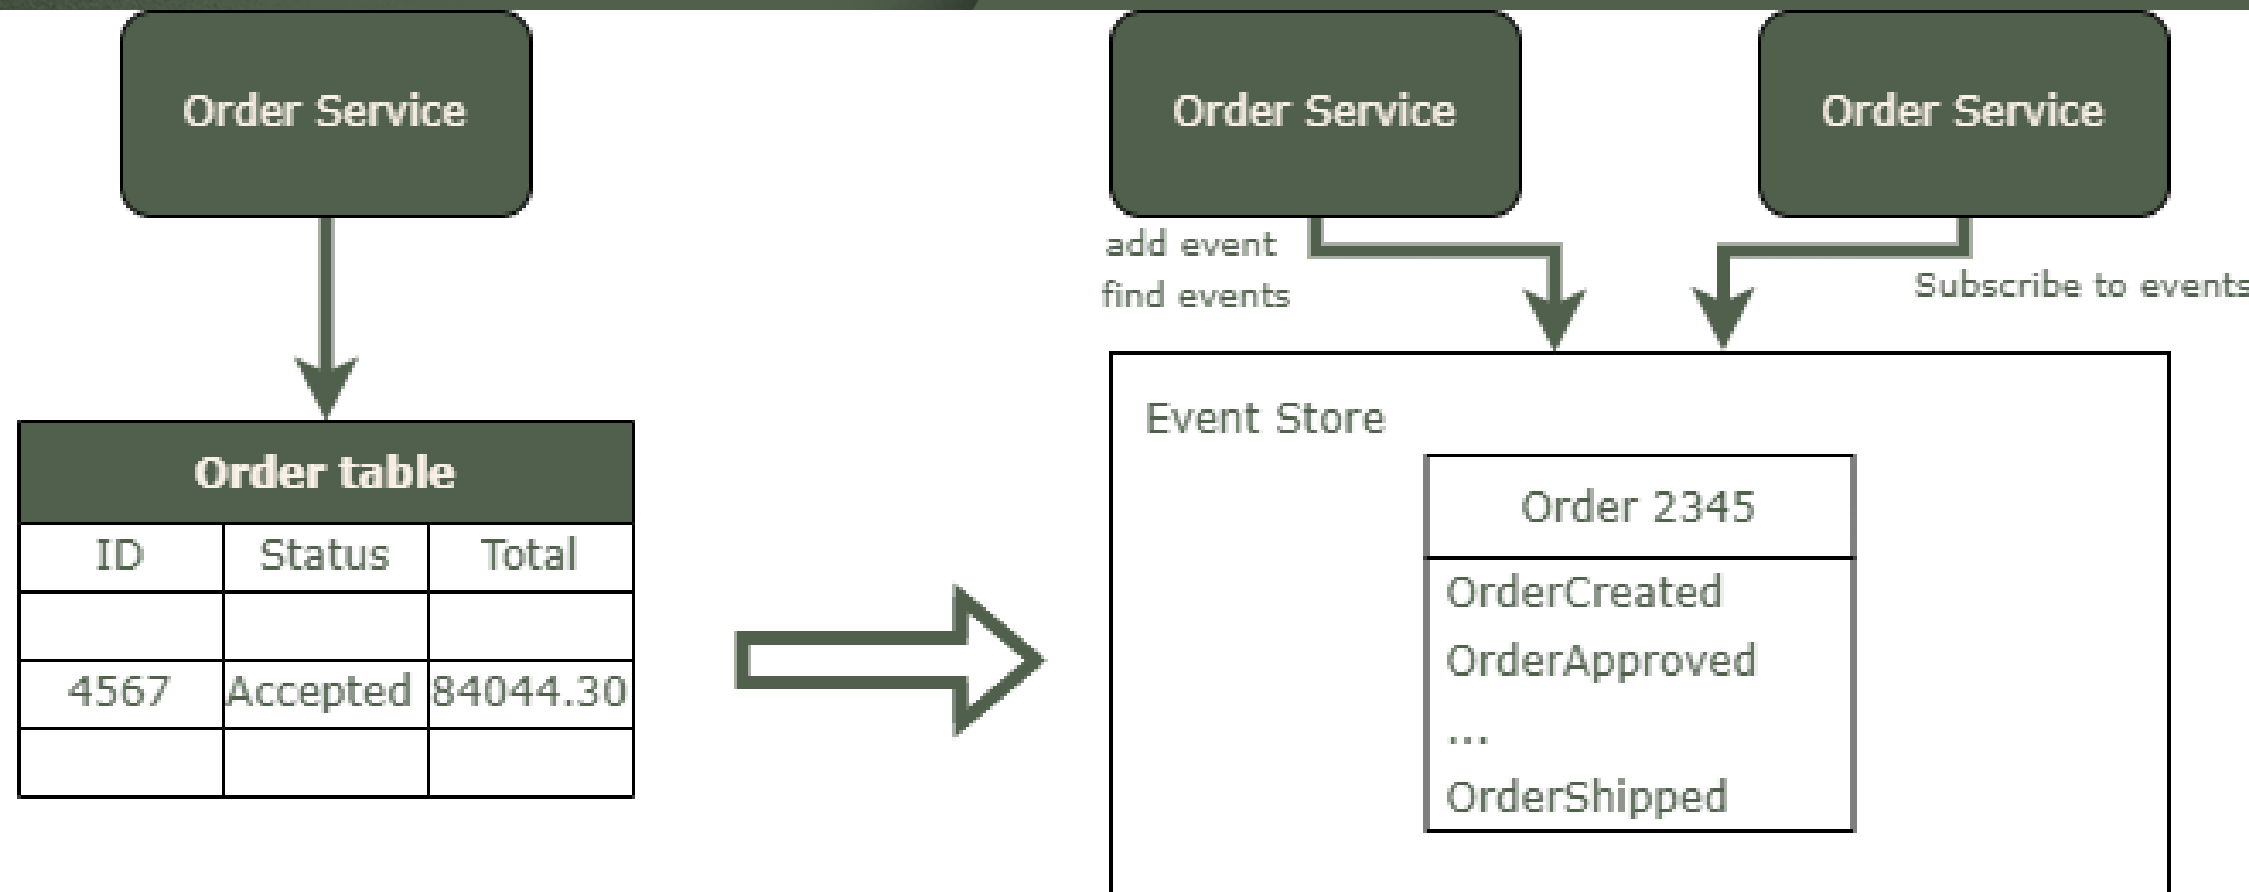 Order Service
Order table
ID Status Total
4567 Accepted 84044.30
Order Service
Order Service
add event
find events
Subscribe to events
Event Store
Order 2345
OrderCreated
OrderApproved
...
OrderShipped